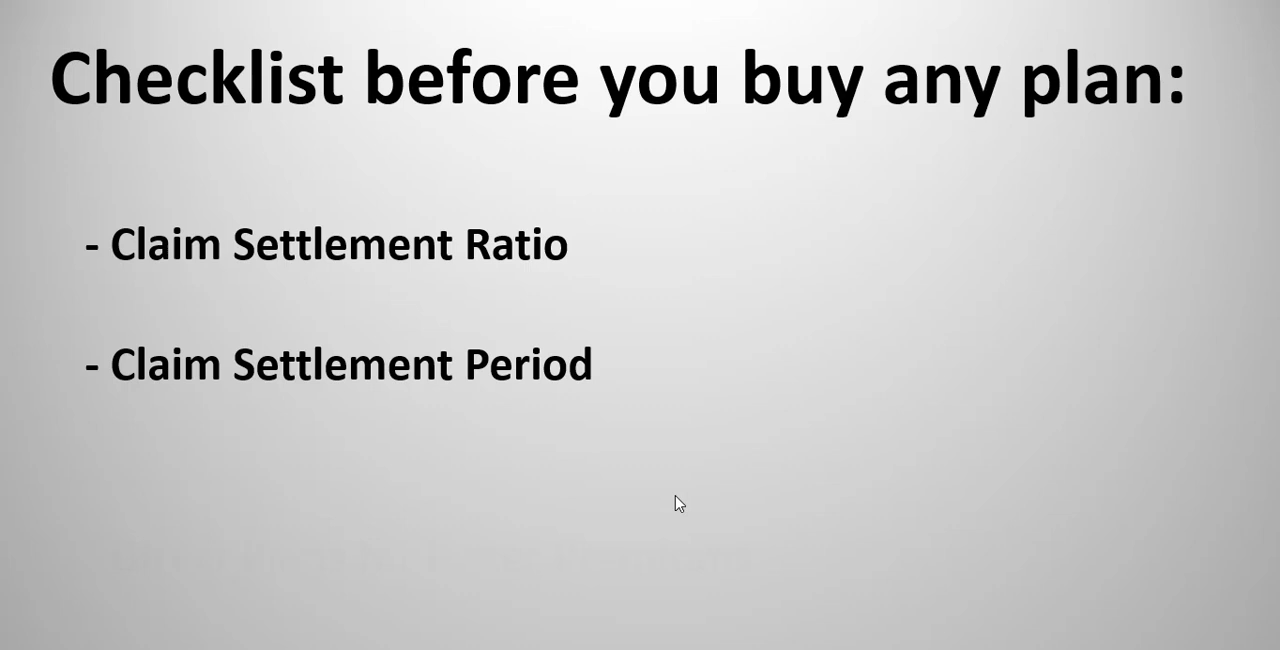 Checklist before you buy any plan:
- Claim Settlement Ratio
- Claim Settlement Period